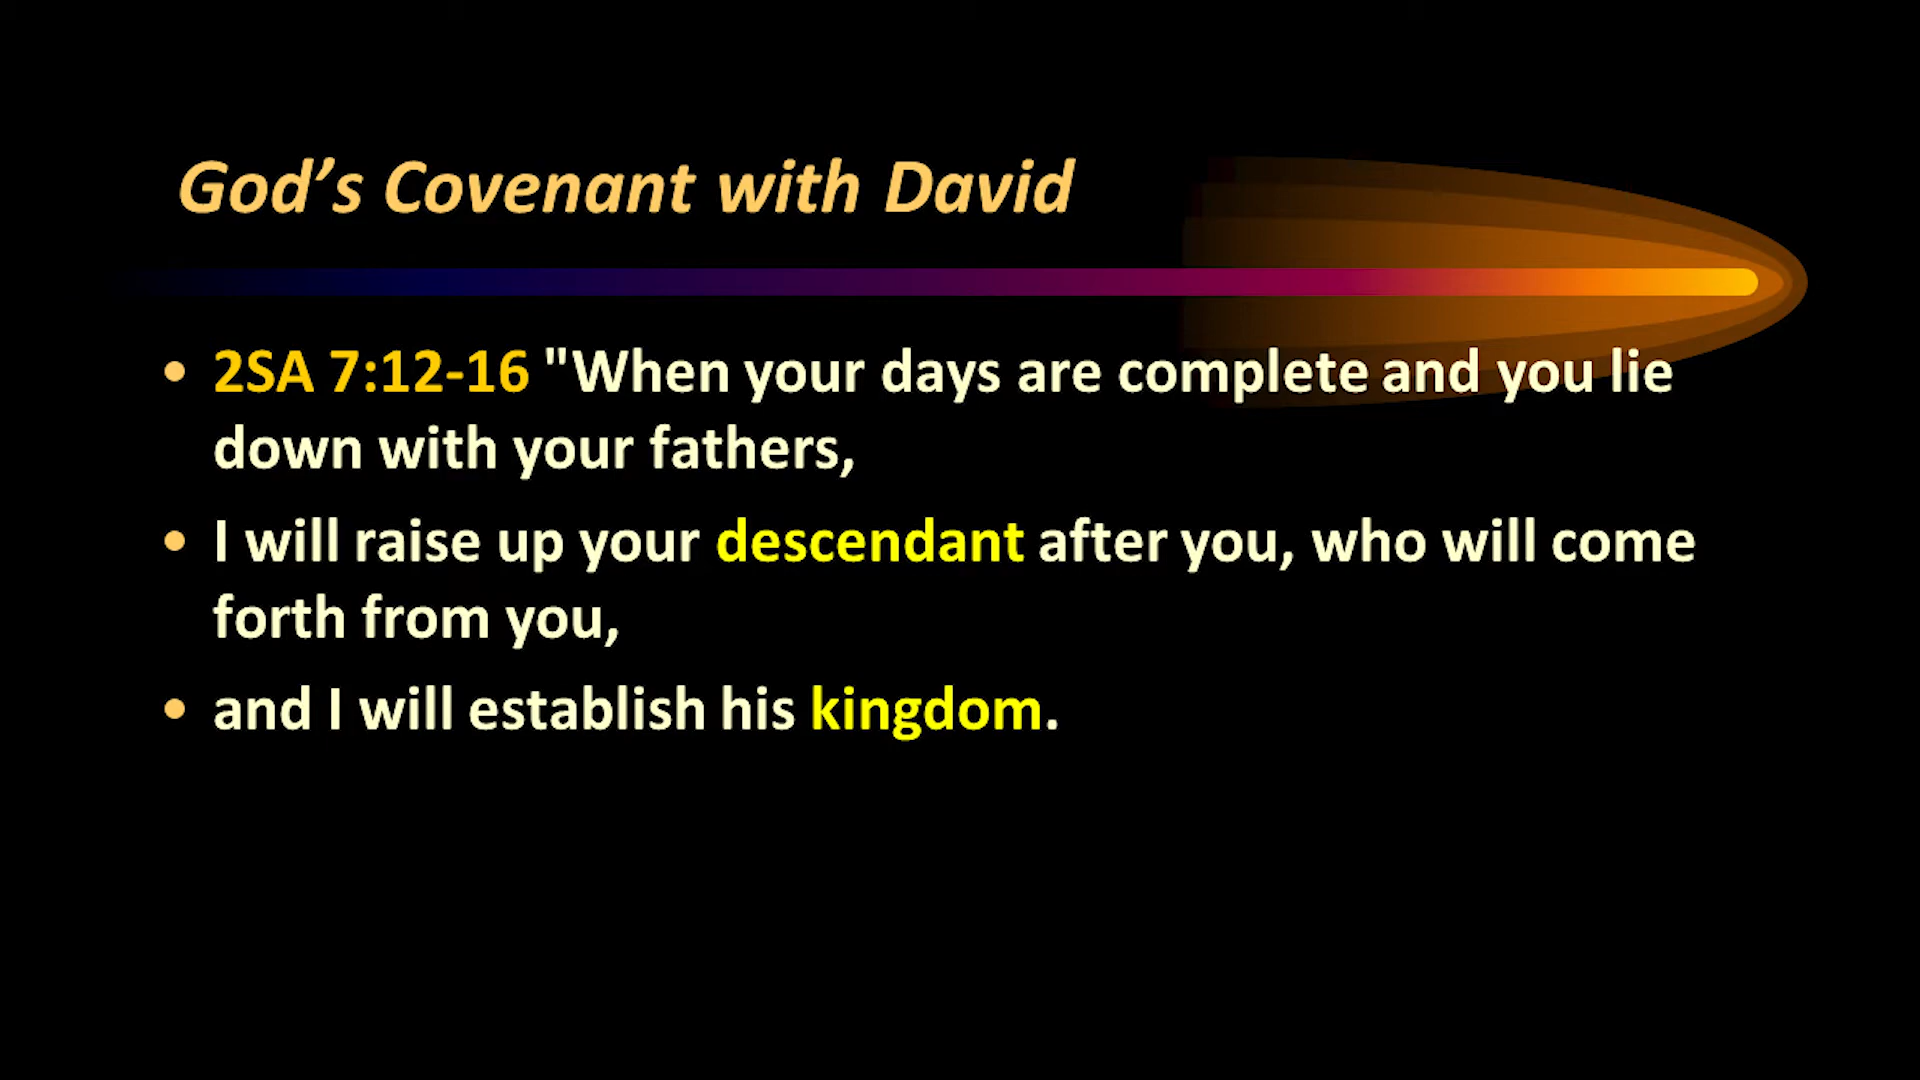 God’s Covenant with David
• 2SA 7:12-16 "When your days are complete and you lie
down with your fathers,
• I will raise up your descendant after you, who will come
forth from you,
• and I will establish his kingdom.